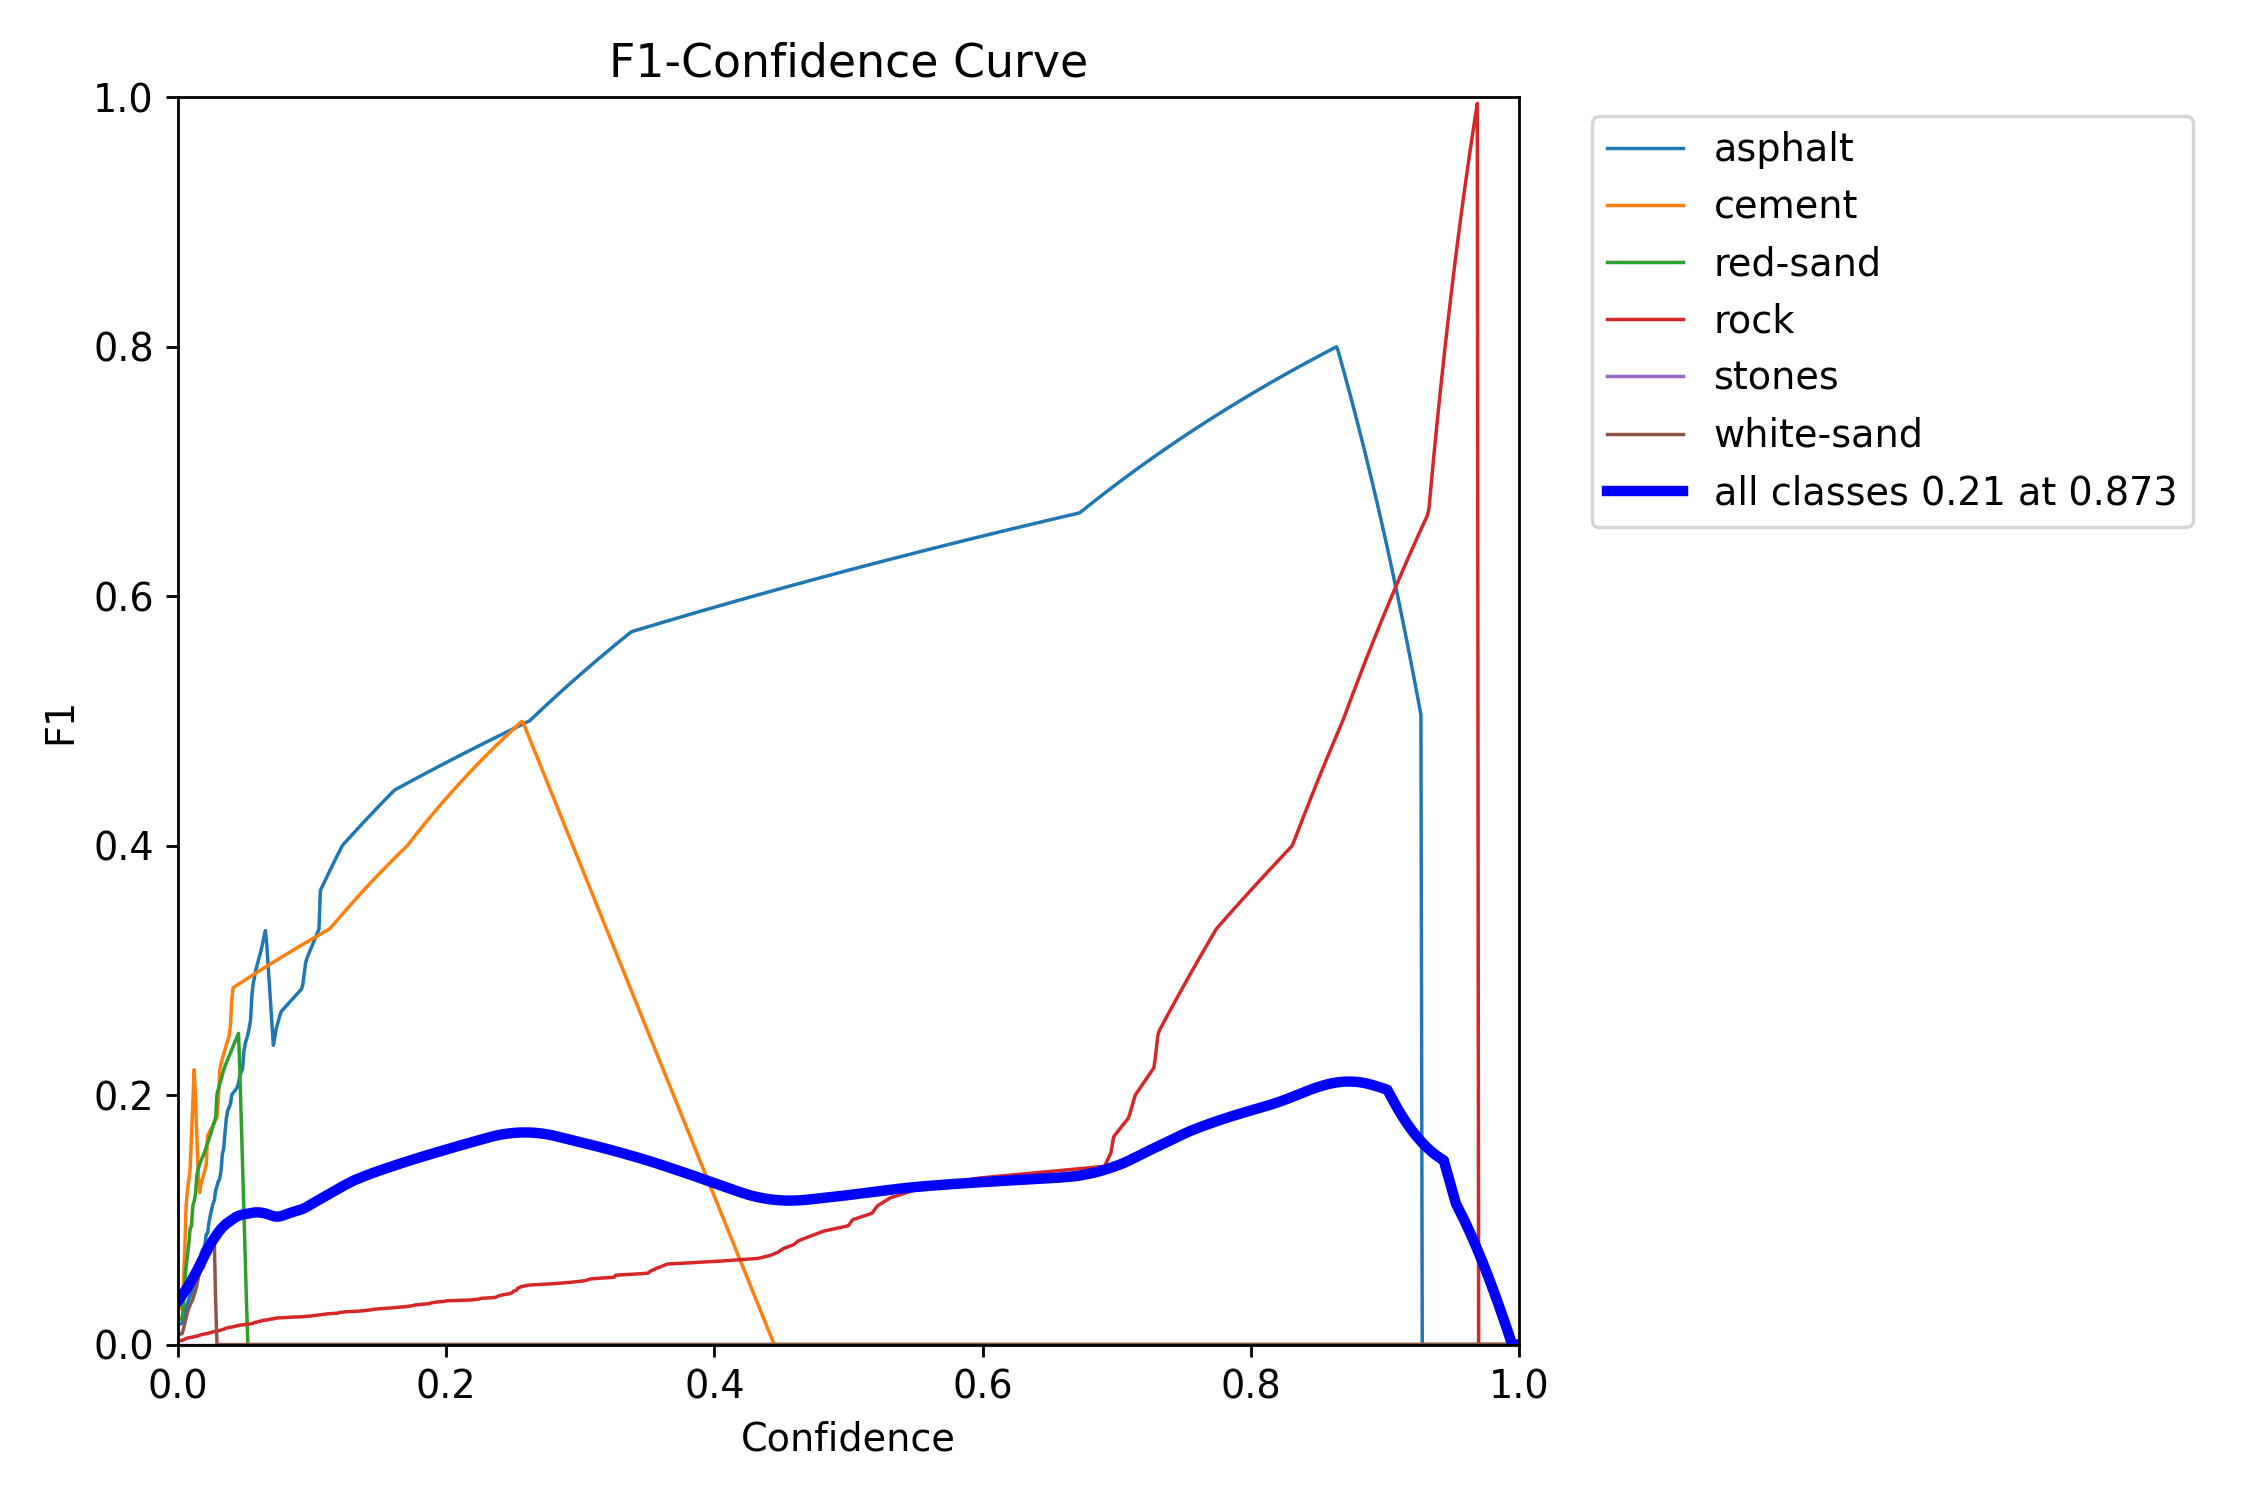 F1-Confidence Curve
1.0
0.8
0.6
0.4
0.2
0.0
F1
0.0 0.2 0.4 0.6 0.8 1.0
Confidence
asphalt
cement
red-sand
rock
stones
white-sand
all classes 0.21 at 0.873